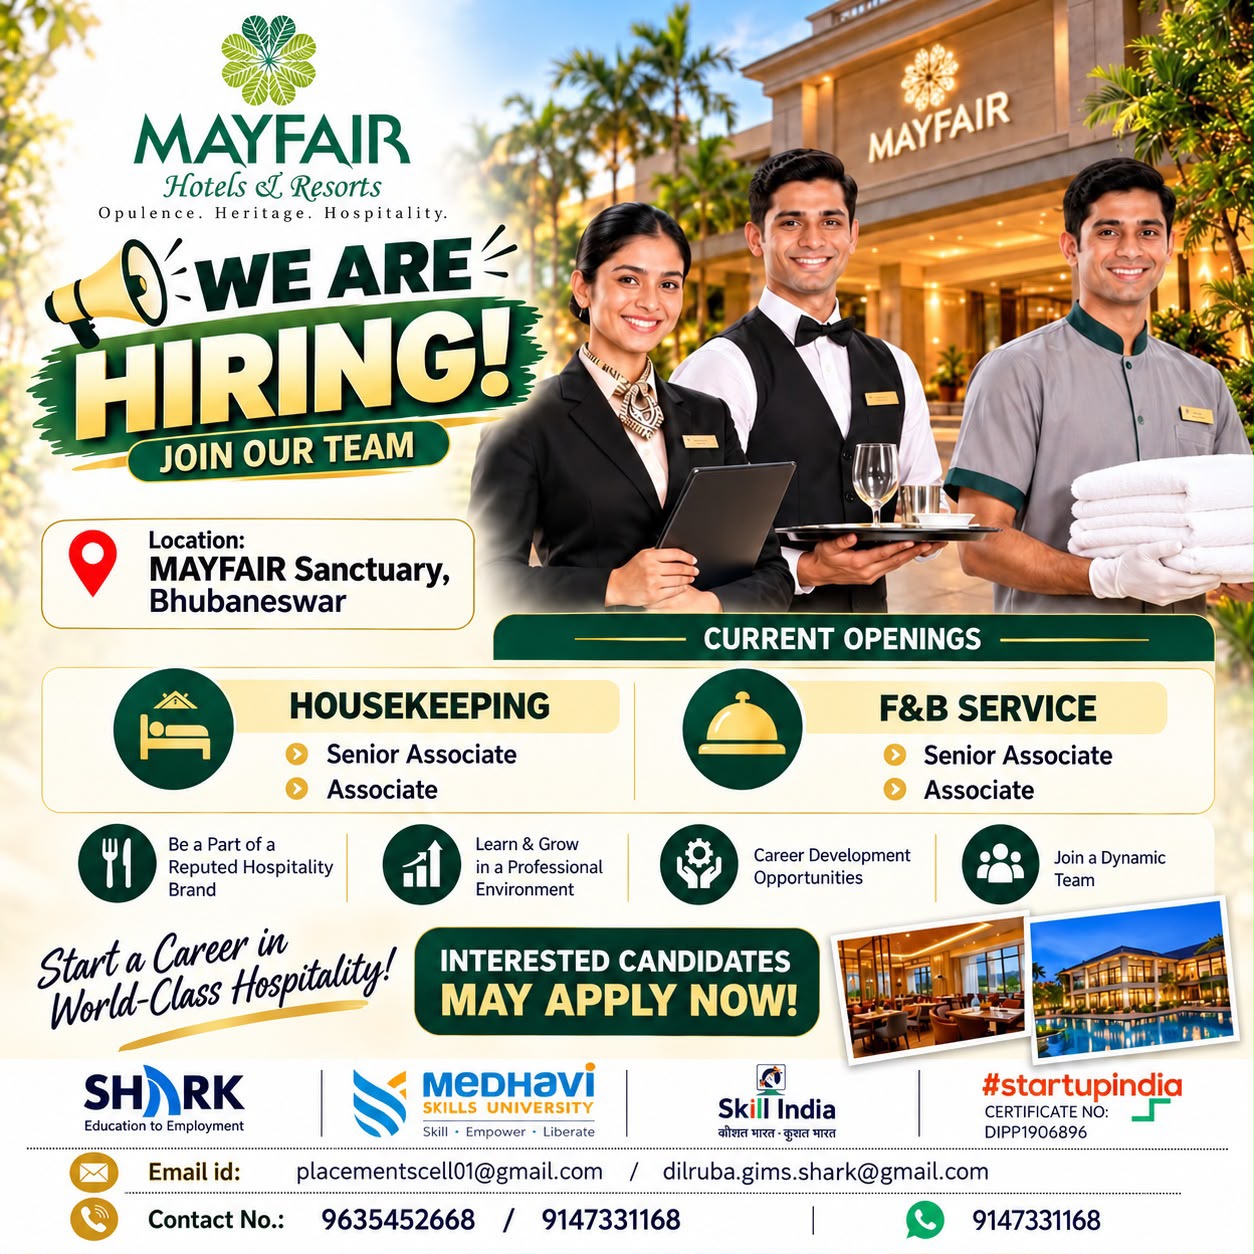 MAYFAIR
Hotels & Resorts
Opulence. Heritage. Hospitality.
MAYFAIR
WE ARE
HIRING!
JOIN OUR TEAM
Location:
MAYFAIR Sanctuary,
Bhubaneswar
CURRENT OPENINGS
HOUSEKEEPING
Senior Associate
Associate
F&B SERVICE
Senior Associate
Associate
Be a Part of a
Reputed Hospitality
Brand
Learn & Grow
in a Professional
Environment
Career Development
Opportunities
Join a Dynamic
Team
Start a Career in
World-Class Hospitality!
INTERESTED CANDIDATES
MAY APPLY NOW!
SHARK
Education to Employment
MEDHAVi
SKILLS UNIVERSITY
Skill • Empower • Liberate
Skill India
कौशल भारत - कुशल भारत
#startupindia
CERTIFICATE NO:
DIPP1906896
Email id: placementscell01@gmail.com / dilruba.gims.shark@gmail.com
Contact No.: 9635452668 / 9147331168 | 9147331168